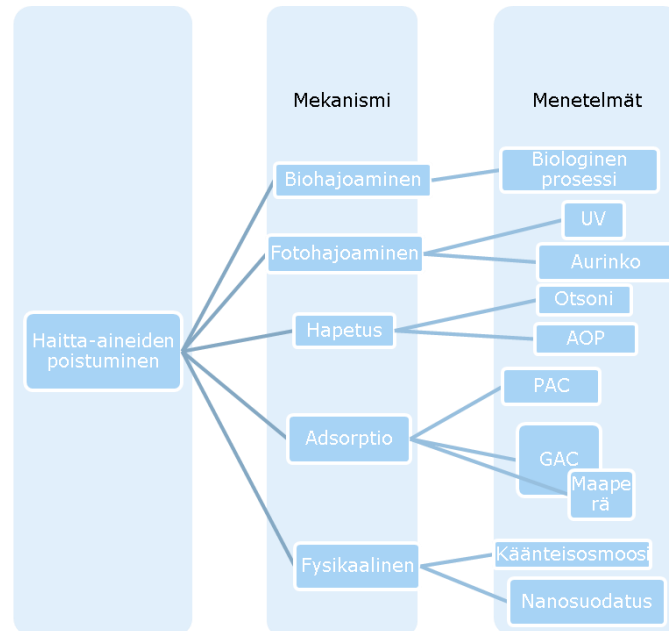 Mekanismi
Menetelmät
Haitta-aineiden
poistuminen
Biohajoaminen
Biologinen
prosessi
Fotohajoaminen
UV
Aurinko
Hapetus
Otsoni
AOP
Adsorptio
PAC
GAC
Maape
rä
Fysikaalinen
Käänteisosmoosi
Nanosuodatus